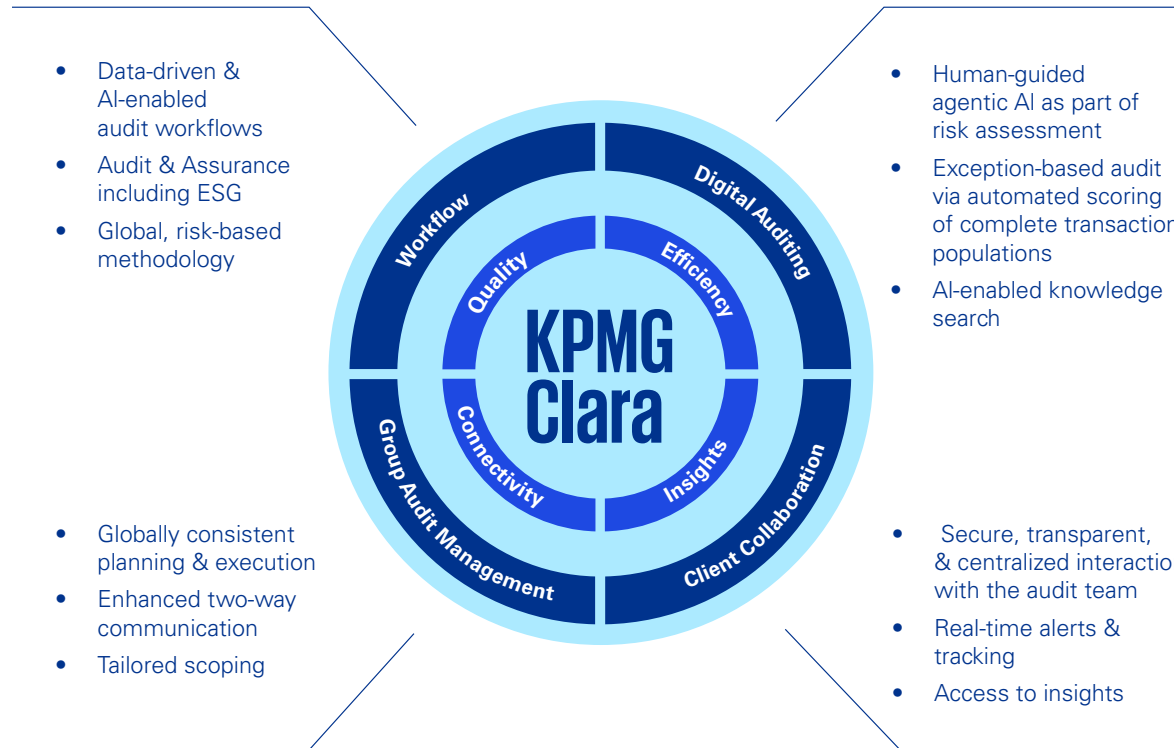 • Data-driven &
AI-enabled
audit workflows
• Audit & Assurance
including ESG
• Global, risk-based
methodology
• Human-guided
agentic AI as part of
risk assessment
• Exception-based audit
via automated scoring
of complete transaction
populations
• AI-enabled knowledge
search
Workflow
Digital Auditing
Quality
Efficiency
KPMG
Clara
Connectivity
Insights
Group Audit Management
Client Collaboration
• Globally consistent
planning & execution
• Enhanced two-way
communication
• Tailored scoping
• Secure, transparent,
& centralized interactio
with the audit team
• Real-time alerts &
tracking
• Access to insights